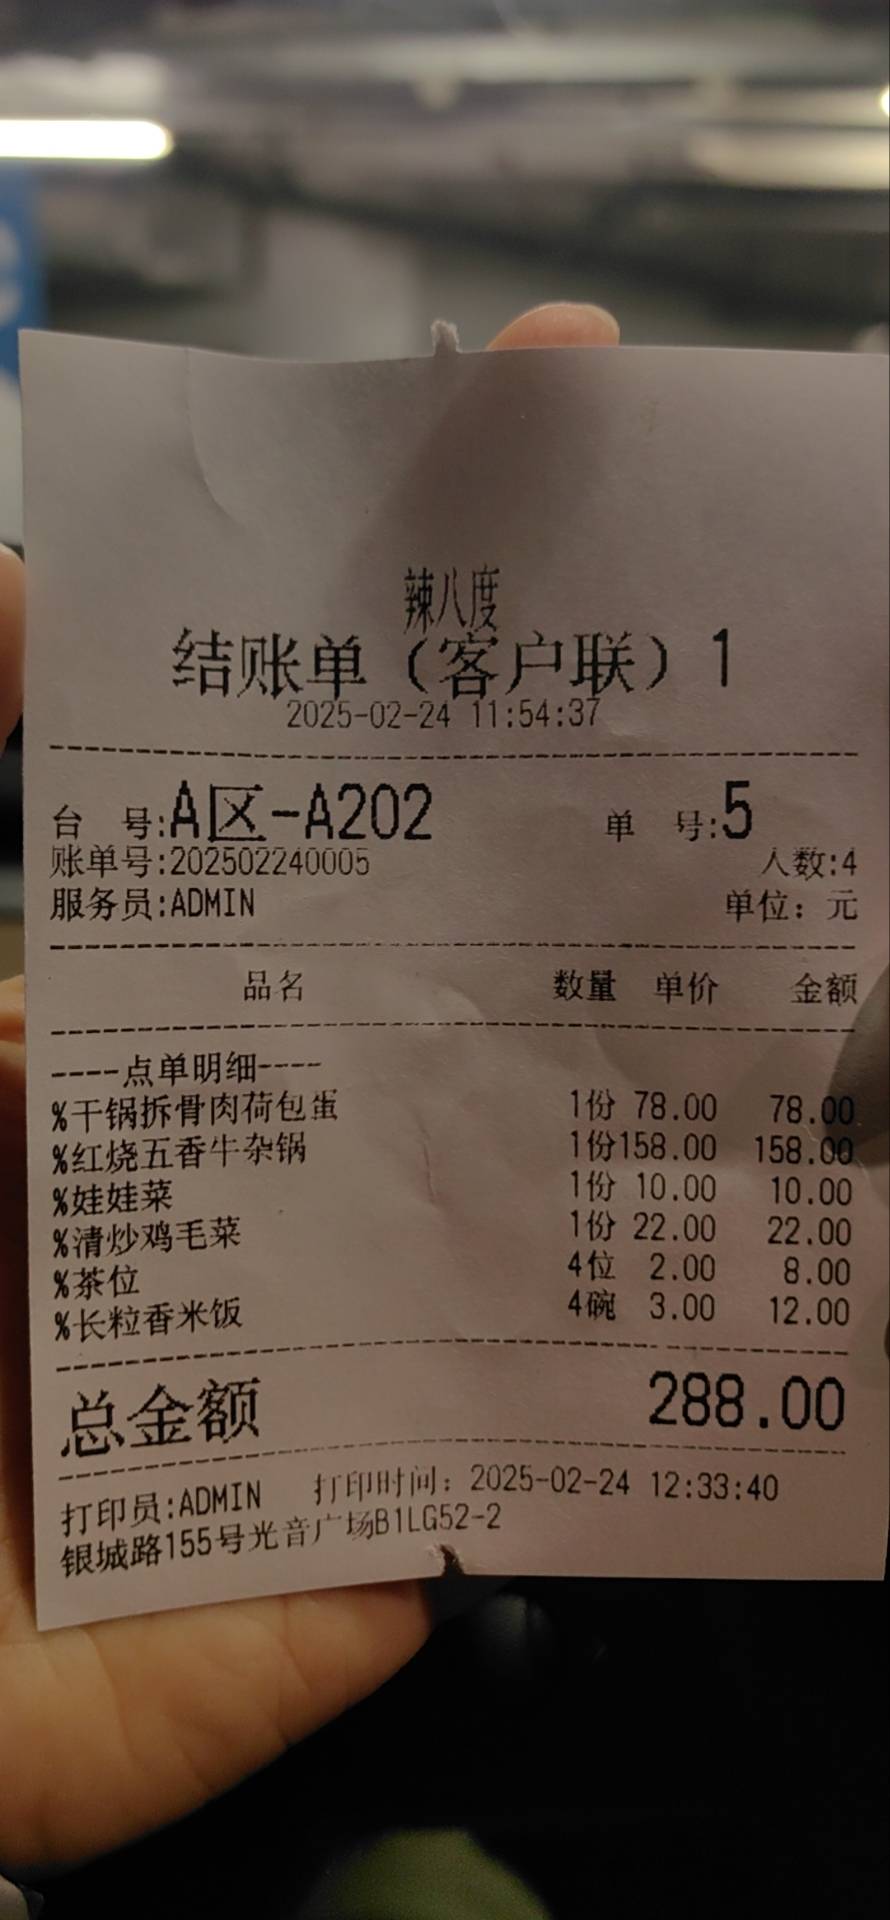 辣八度
结账单（客户联）1
2025-02-24 11:54:37
台 号:A区-A202 单 号:5
账单号:202502240005 人数:4
服务员:ADMIN 单位：元
品名 数量 单价 金额
----点单明细----
%干锅拆骨肉荷包蛋 1份 78.00 78.00
%红烧五香牛杂锅 1份158.00 158.00
%娃娃菜 1份 10.00 10.00
%清炒鸡毛菜 1份 22.00 22.00
%茶位 4位 2.00 8.00
%长粒香米饭 4碗 3.00 12.00
总金额 288.00
打印员:ADMIN 打印时间：2025-02-24 12:33:40
银城路155号光音广场B1LG52-2